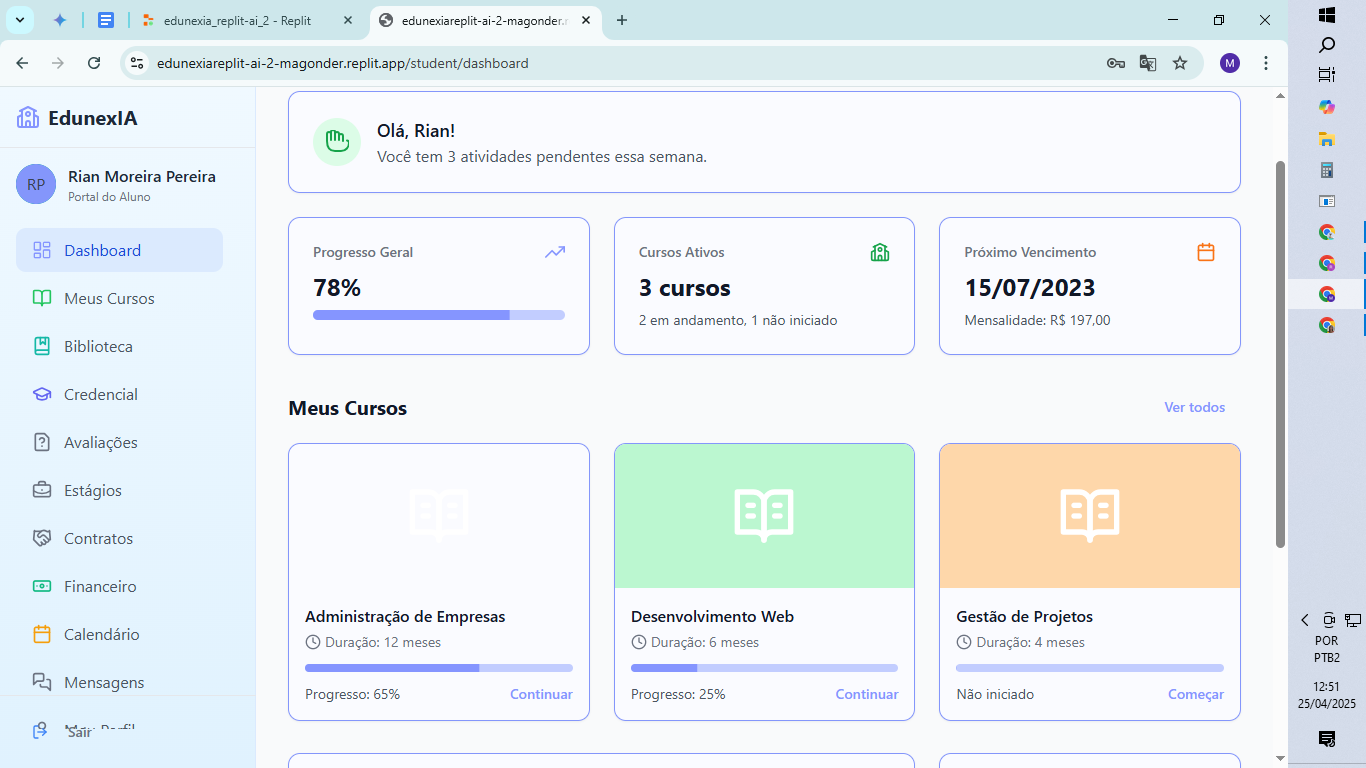 edunexia_replit-ai_2 - Replit
edunexiareplit-ai-2-magonder.r
edunexiareplit-ai-2-magonder.replit.app/student/dashboard
M
EdunexIA
RP
Rian Moreira Pereira
Portal do Aluno
Dashboard
Meus Cursos
Biblioteca
Credencial
Avaliações
Estágios
Contratos
Financeiro
Calendário
Mensagens
Sair
Olá, Rian!
Você tem 3 atividades pendentes essa semana.
Progresso Geral
78%
Cursos Ativos
3 cursos
2 em andamento, 1 não iniciado
Próximo Vencimento
15/07/2023
Mensalidade: R$ 197,00
Meus Cursos
Ver todos
Administração de Empresas
Duração: 12 meses
Progresso: 65%
Continuar
Desenvolvimento Web
Duração: 6 meses
Progresso: 25%
Continuar
Gestão de Projetos
Duração: 4 meses
Não iniciado
Começar
POR
PTB2
12:51
25/04/2025